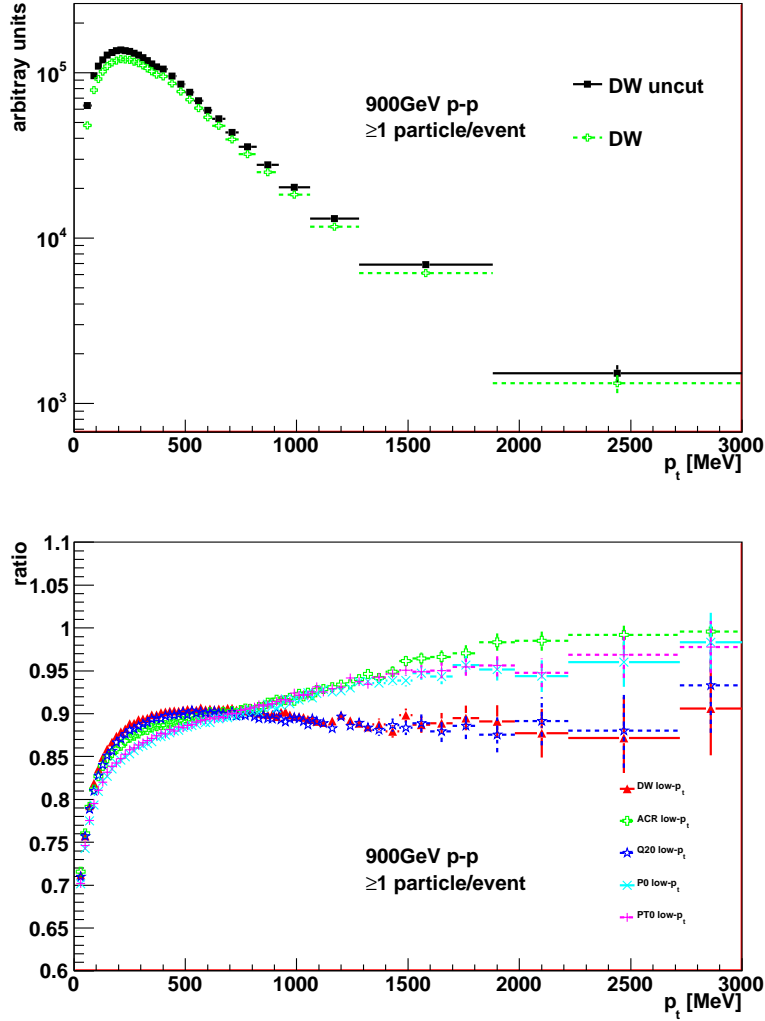 arbitray units
10^5
10^4
10^3
900GeV p-p
≥1 particle/event
DW uncut
DW
0 500 1000 1500 2000 2500 3000
p_t [MeV]
ratio
1.1
1.05
1
0.95
0.9
0.85
0.8
0.75
0.7
0.65
0.6
DW low-p_t
ACR low-p_t
Q20 low-p_t
P0 low-p_t
PT0 low-p_t
900GeV p-p
≥1 particle/event
0 500 1000 1500 2000 2500 3000
p_t [MeV]